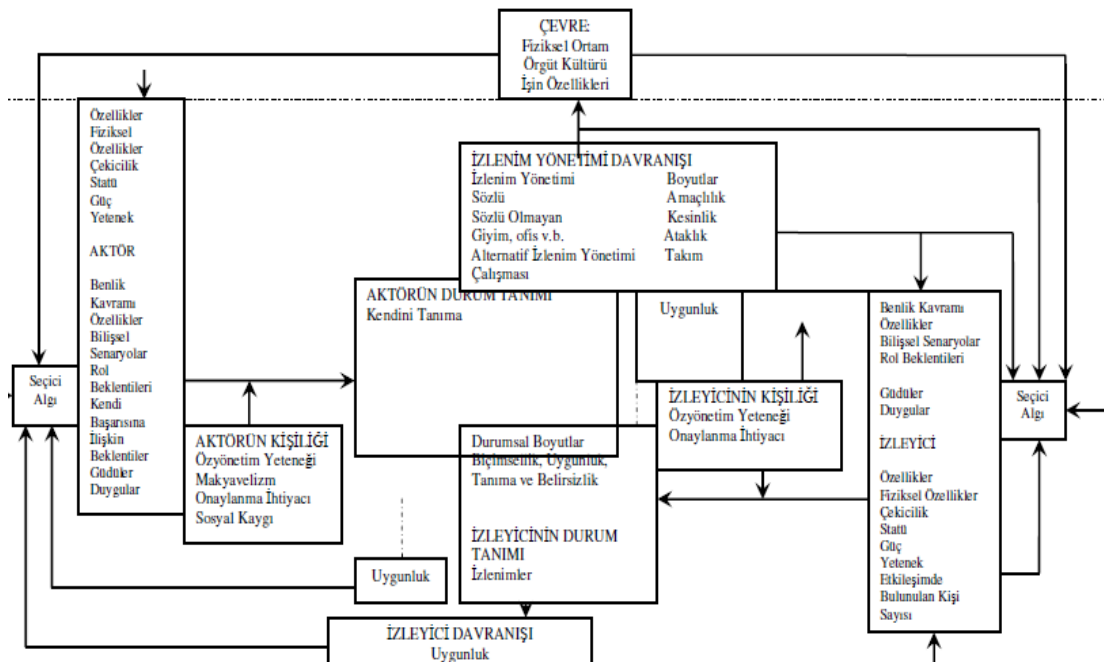 ÇEVRE:
Fiziksel Ortam
Örgüt Kültürü
İşin Özellikleri
Özellikler
Fiziksel
Özellikler
Çekicilik
Statü
Güç
Yetenek
AKTÖR
Benlik
Kavramı
Özellikler
Bilişsel
Senaryolar
Rol
Beklentileri
Kendi
Başarısına
İlişkin
Beklentiler
Güdüler
Duygular
Seçici
Algı
AKTÖRÜN KİŞİLİĞİ
Özyönetim Yeteneği
Makyavelizm
Onaylanma İhtiyacı
Sosyal Kaygı
İZLENİM YÖNETİMİ DAVRANIŞI
İzlenim Yönetimi Boyutlar
Sözlü Amaçlılık
Sözlü Olmayan Kesinlik
Giyim, ofis v.b. Ataklık
Alternatif İzlenim Yönetimi Takım
Çalışması
AKTÖRÜN DURUM TANIMI
Kendini Tanıma
Uygunluk
İZLEYİCİNİN KİŞİLİĞİ
Özyönetim Yeteneği
Onaylanma İhtiyacı
Durumsal Boyutlar
Biçimsellik, Uygunluk,
Tanıma ve Belirsizlik
İZLEYİCİNİN DURUM
TANIMI
İzlenimler
Uygunluk
İZLEYİCİ DAVRANIŞI
Uygunluk
Benlik Kavramı
Özellikler
Bilişsel Senaryolar
Rol Beklentileri
Güdüler
Duygular
İZLEYİCİ
Özellikler
Fiziksel Özellikler
Çekicilik
Statü
Güç
Yetenek
Etkileşimde
Bulunulan Kişi
Sayısı
Seçici
Algı